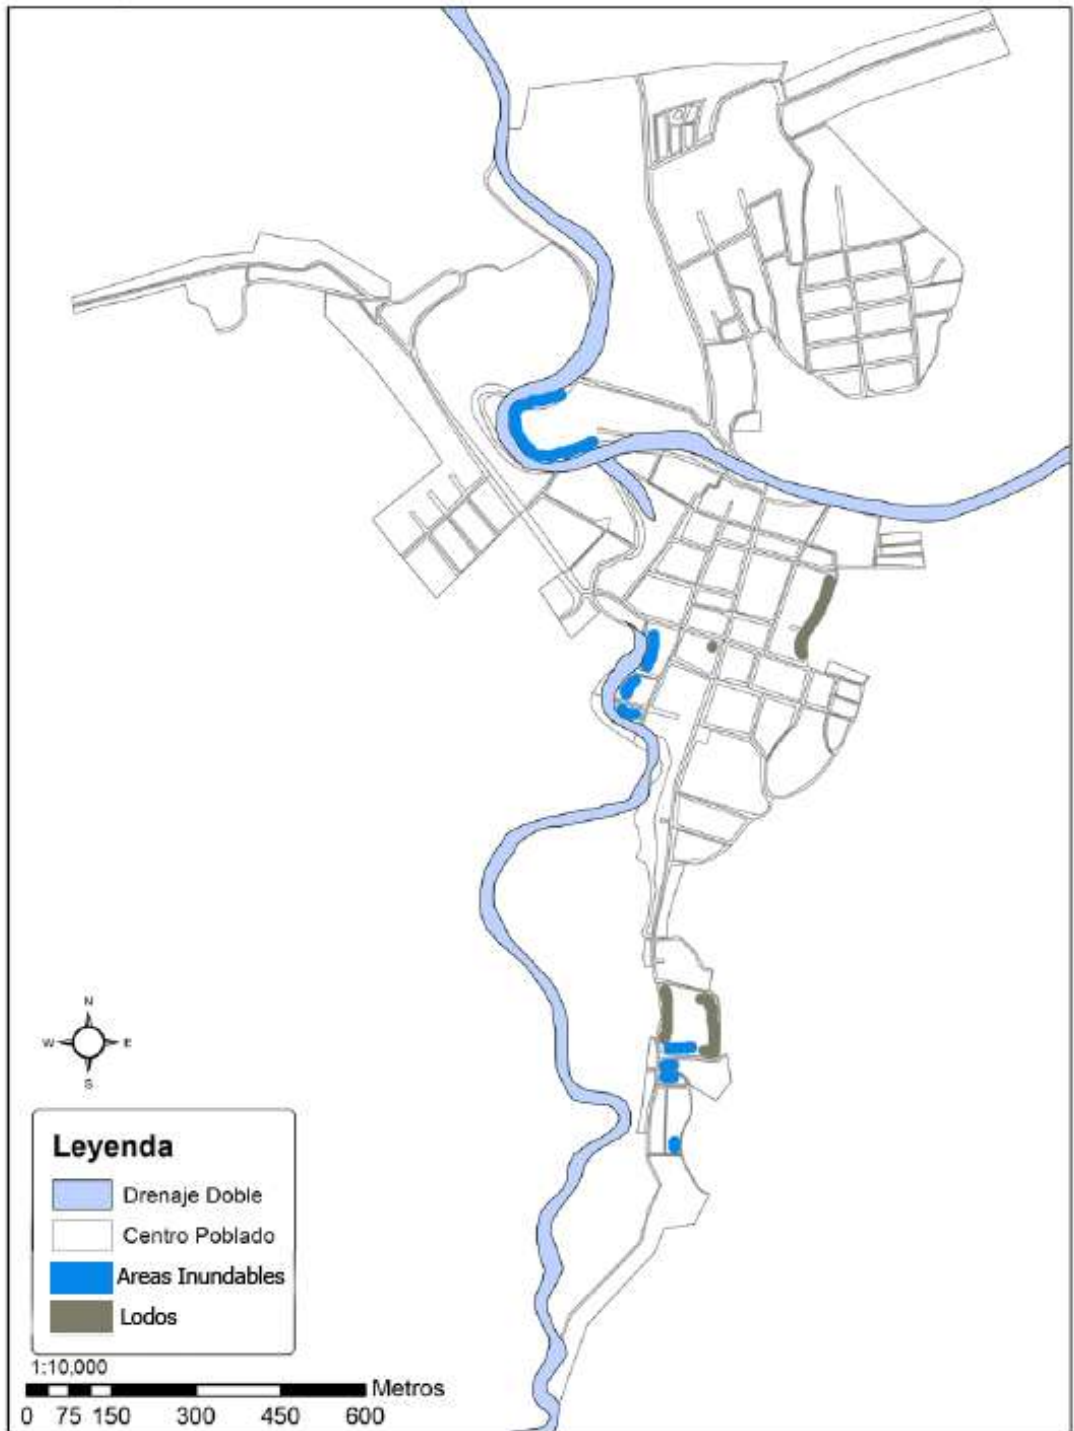 N
W E
S
Leyenda
Drenaje Doble
Centro Poblado
Areas Inundables
Lodos
1:10,000
Metros
0 75 150 300 450 600